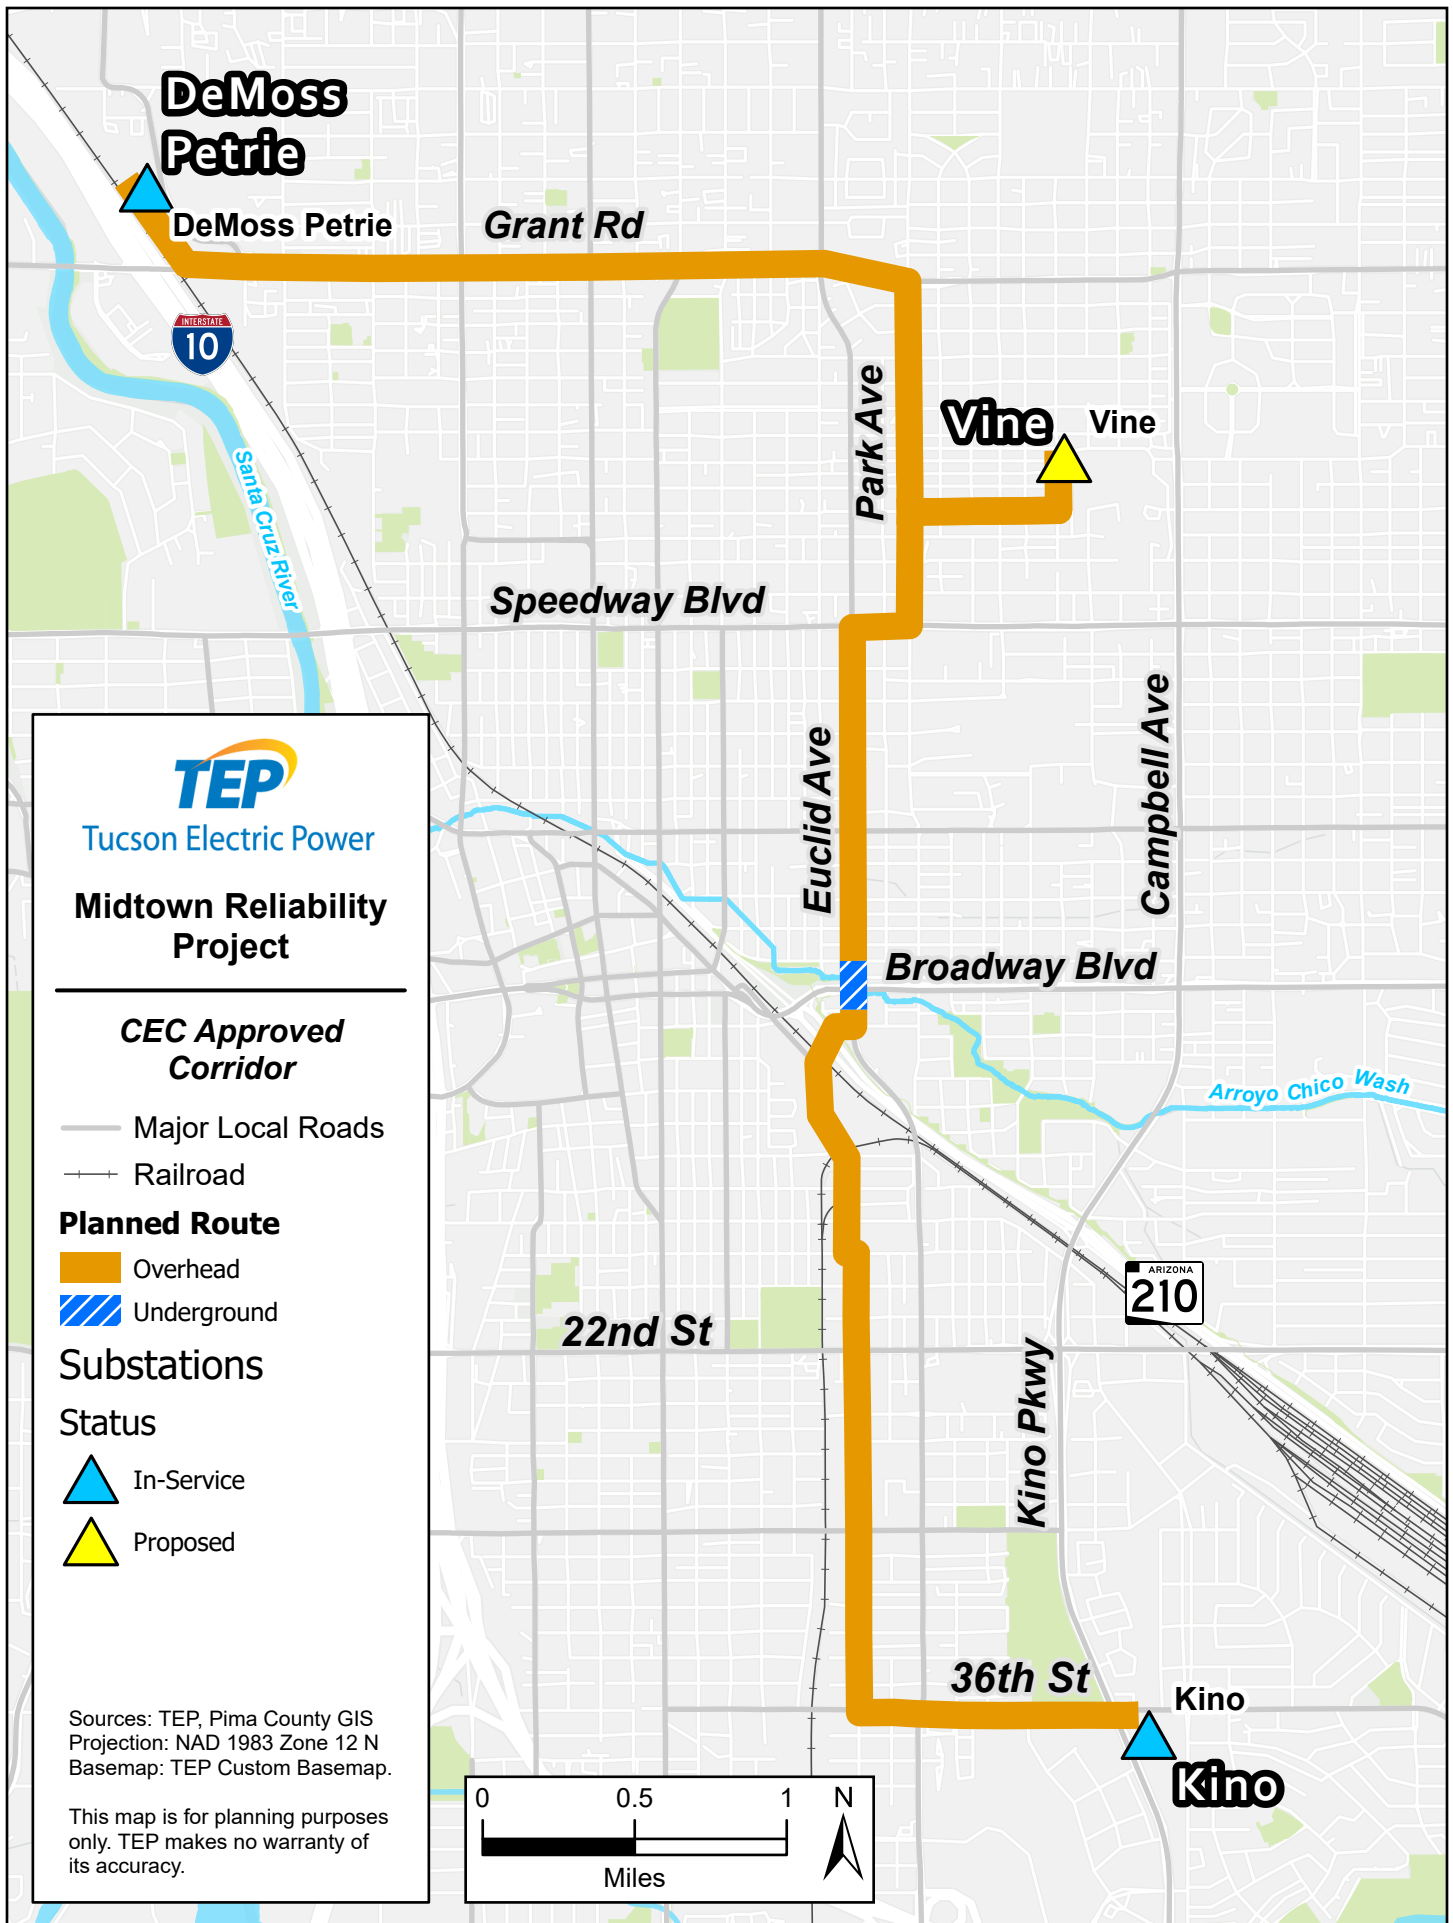 DeMoss
Petrie
DeMoss Petrie
Grant Rd
INTERSTATE
10
Park Ave
Vine
Vine
Santa Cruz River
Speedway Blvd
Euclid Ave
Campbell Ave
Broadway Blvd
Arroyo Chico Wash
ARIZONA
210
22nd St
Kino Pkwy
36th St
Kino
Kino
TEP
Tucson Electric Power
Midtown Reliability
Project
CEC Approved
Corridor
Major Local Roads
Railroad
Planned Route
Overhead
Underground
Substations
Status
In-Service
Proposed
Sources: TEP, Pima County GIS
Projection: NAD 1983 Zone 12 N
Basemap: TEP Custom Basemap.
This map is for planning purposes
only. TEP makes no warranty of
its accuracy.
0 0.5 1 N
Miles